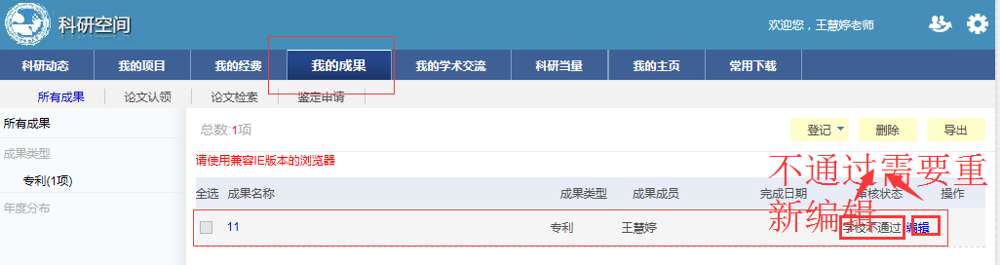 科研空间
欢迎您，王慧婷老师
科研动态 我的项目 我的经费 我的成果 我的学术交流 科研当量 我的主页 常用下载
所有成果 论文认领 论文检索 鉴定申请
所有成果
总数:1项
登记 删除 导出
成果类型
请使用兼容IE版本的浏览器
专利(1项)
不通过需要重
全选 成果名称 成果类型 成果成员 完成日期 审核状态 操作
年度分布
新编辑
11 专利 王慧婷 学校不通过 编辑